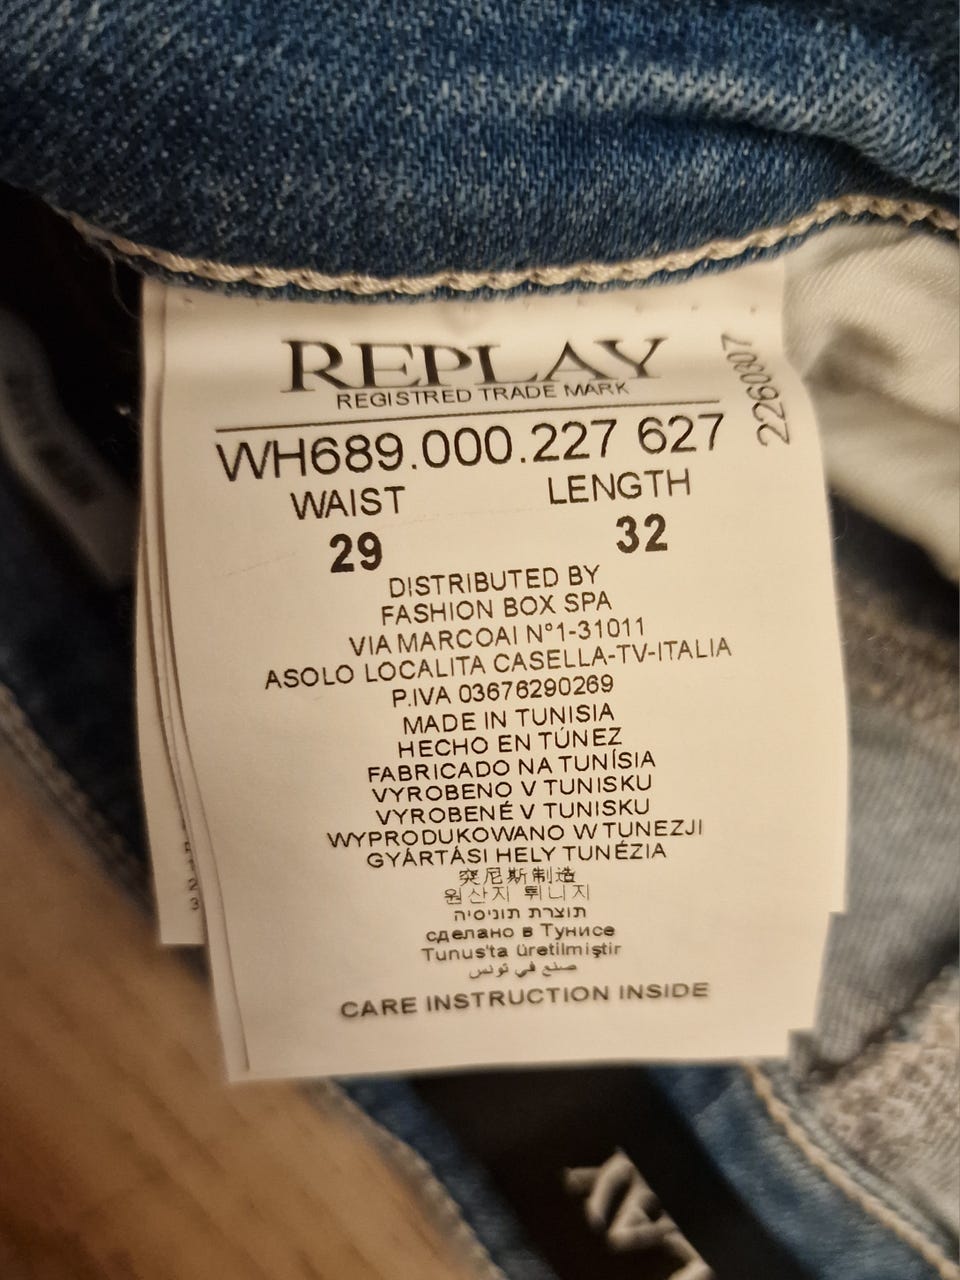 REPLAY
REGISTRED TRADE MARK
2260807
WH689.000.227 627
WAIST LENGTH
29 32
DISTRIBUTED BY
FASHION BOX SPA
VIA MARCOAI N°1-31011
ASOLO LOCALITA CASELLA-TV-ITALIA
P.IVA 03676290269
MADE IN TUNISIA
HECHO EN TÚNEZ
FABRICADO NA TUNÍSIA
VYROBENO V TUNISKU
VYROBENÉ V TUNISKU
WYPRODUKOWANO W TUNEZJI
GYÁRTÁSI HELY TUNÉZIA
突尼斯制造
원산지 튀니지
תוצרת תוניסיה
сделано в Тунисе
Tunus'ta üretilmiştir
صنع في تونس
CARE INSTRUCTION INSIDE